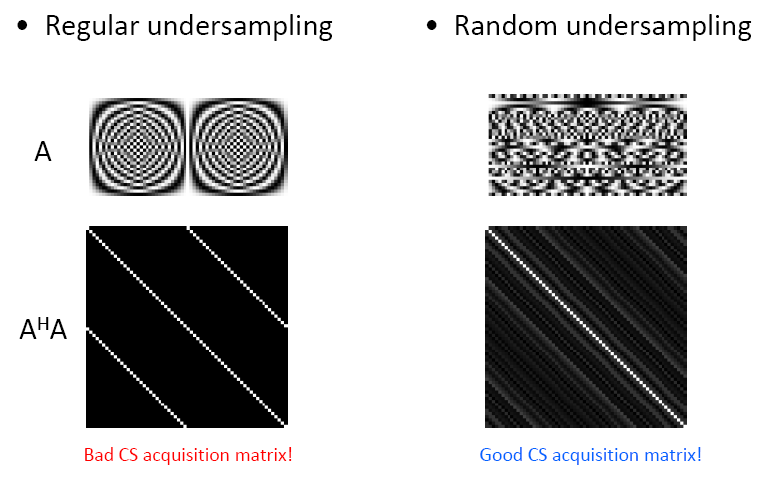 • Regular undersampling
• Random undersampling
A
AᴴA
Bad CS acquisition matrix!
Good CS acquisition matrix!